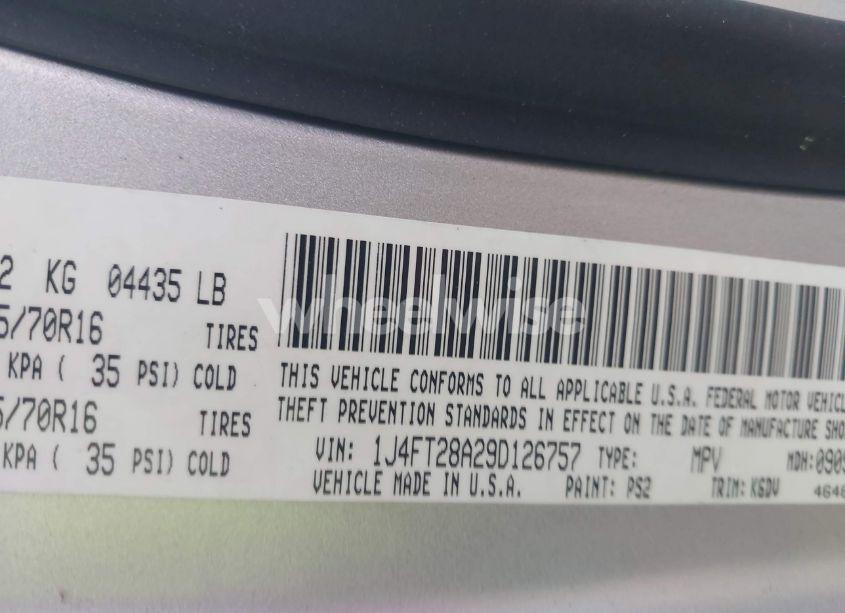 2 KG 04435 LB
5/70R16 TIRES
KPA ( 35 PSI) COLD
5/70R16 TIRES
KPA ( 35 PSI) COLD
wheelwise
THIS VEHICLE CONFORMS TO ALL APPLICABLE U.S.A. FEDERAL MOTOR VEHICL
THEFT PREVENTION STANDARDS IN EFFECT ON THE DATE OF MANUFACTURE SHO
VIN: 1J4FT28A29D126757 TYPE: MPV MDH:0909
VEHICLE MADE IN U.S.A. PAINT: PS2 TRIM: K6DV 4648